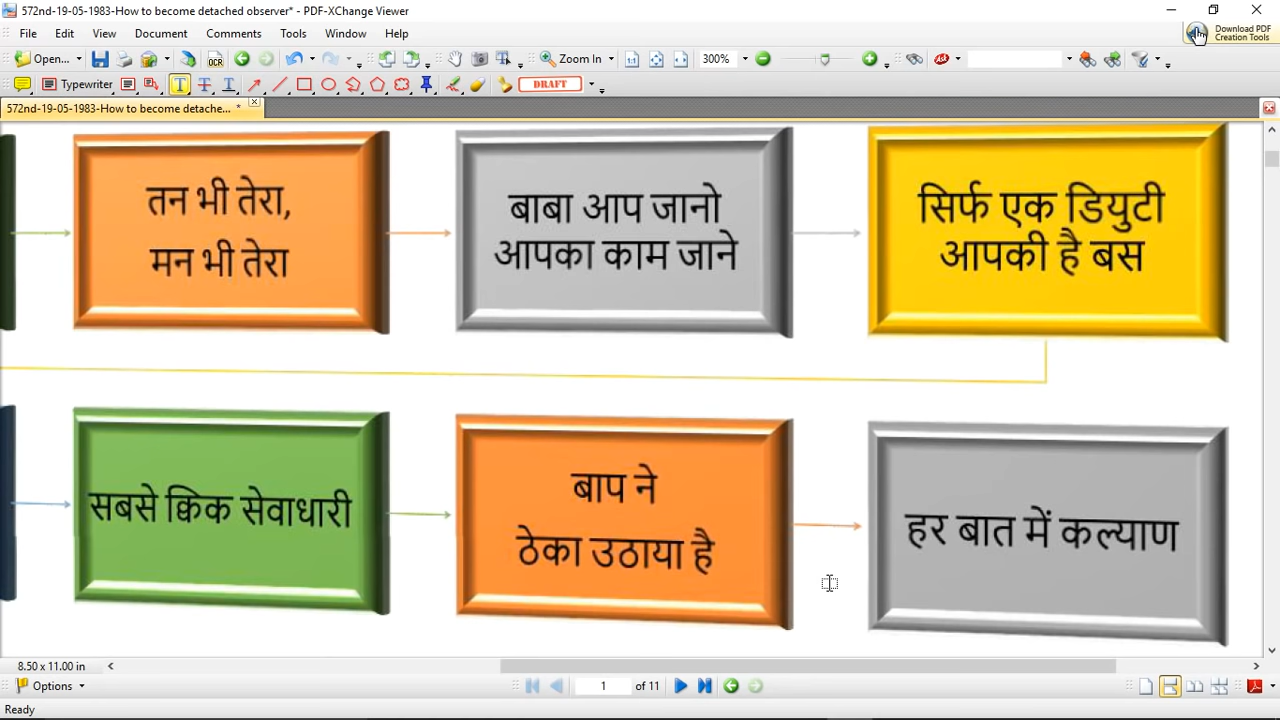 572nd-19-05-1983-How to become detached observer* - PDF-XChange Viewer
File Edit View Document Comments Tools Window Help
Download PDF
Creation Tools
Open... OCR Zoom In 300%
Typewriter DRAFT
572nd-19-05-1983-How to become detache... *
तन भी तेरा,
मन भी तेरा
बाबा आप जानो
आपका काम जाने
सिर्फ एक डियुटी
आपकी है बस
सबसे क्विक सेवाधारी
बाप ने
ठेका उठाया है
हर बात में कल्याण
8.50 x 11.00 in
Options 1 of 11
Ready